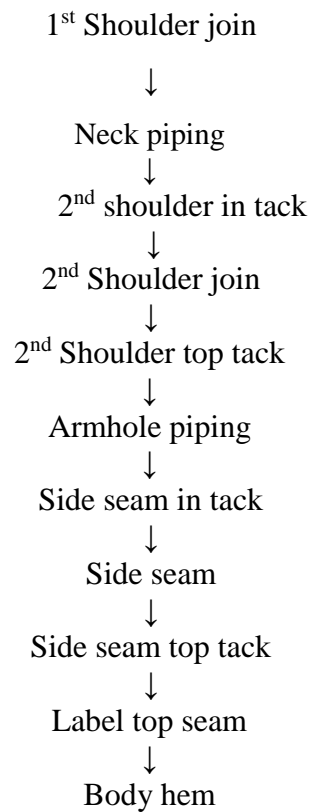 1st Shoulder join
↓
Neck piping
↓
2nd shoulder in tack
↓
2nd Shoulder join
↓
2nd Shoulder top tack
↓
Armhole piping
↓
Side seam in tack
↓
Side seam
↓
Side seam top tack
↓
Label top seam
↓
Body hem